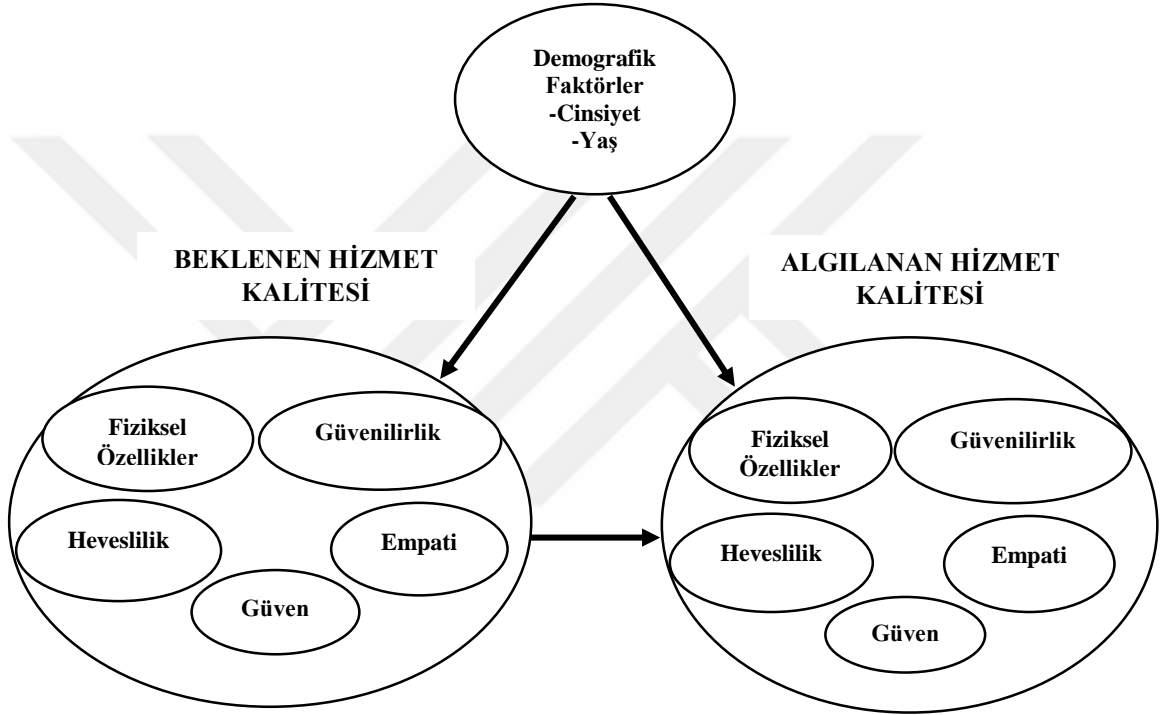 Demografik
Faktörler
-Cinsiyet
-Yaş
BEKLENEN HİZMET
KALİTESİ
ALGILANAN HİZMET
KALİTESİ
Fiziksel
Özellikler
Güvenilirlik
Heveslilik
Empati
Güven
Fiziksel
Özellikler
Güvenilirlik
Heveslilik
Empati
Güven